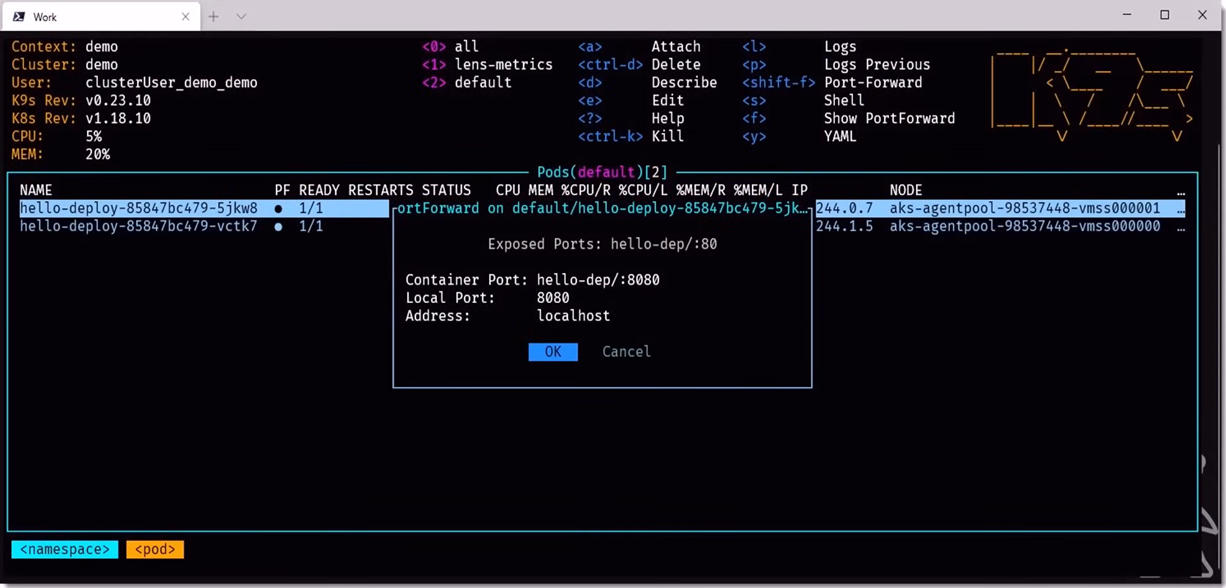 Work
Context: demo <0> all <a> Attach <l> Logs
Cluster: demo <1> lens-metrics <ctrl-d> Delete <p> Logs Previous
User: clusterUser_demo_demo <2> default <d> Describe <shift-f> Port-Forward
K9s Rev: v0.23.10 <e> Edit <s> Shell
K8s Rev: v1.18.10 <?> Help <f> Show PortForward
CPU: 5% <ctrl-k> Kill <y> YAML
MEM: 20%
Pods(default)[2]
NAME PF READY RESTARTS STATUS CPU MEM %CPU/R %CPU/L %MEM/R %MEM/L IP NODE …
hello-deploy-85847bc479-5jkw8 ● 1/1 ortForward on default/hello-deploy-85847bc479-5jk… 244.0.7 aks-agentpool-98537448-vmss000001 …
hello-deploy-85847bc479-vctk7 ● 1/1 244.1.5 aks-agentpool-98537448-vmss000000 …
Exposed Ports: hello-dep/:80
Container Port: hello-dep/:8080
Local Port: 8080
Address: localhost
OK Cancel
<namespace> <pod>